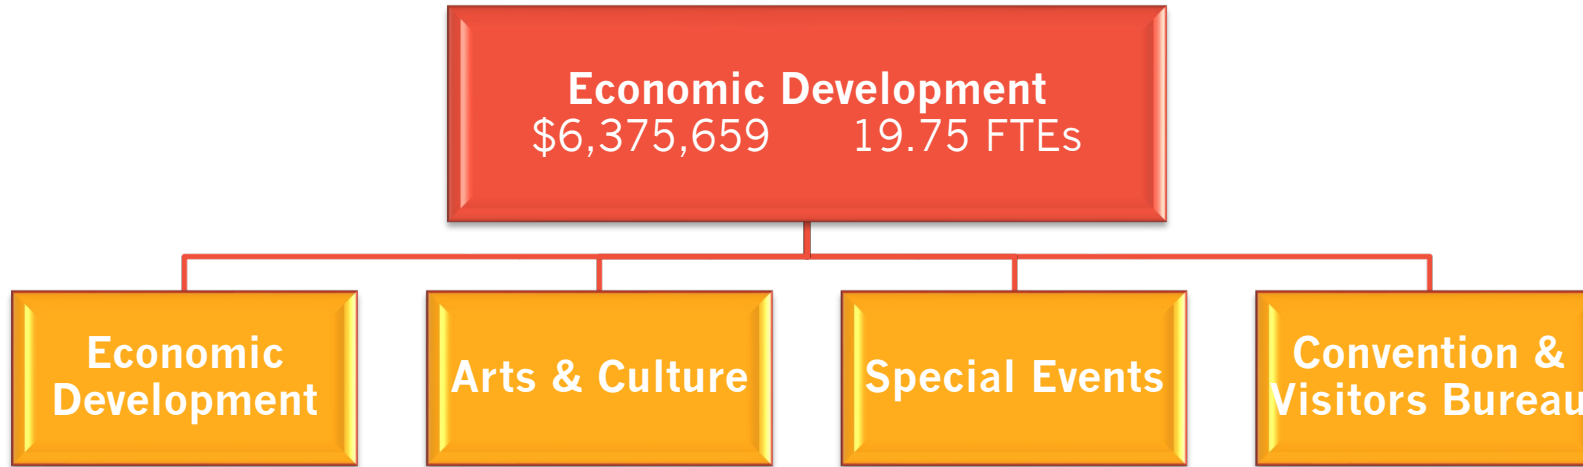 Economic Development
$6,375,659 19.75 FTEs
Economic
Development
Arts & Culture
Special Events
Convention &
Visitors Bureau